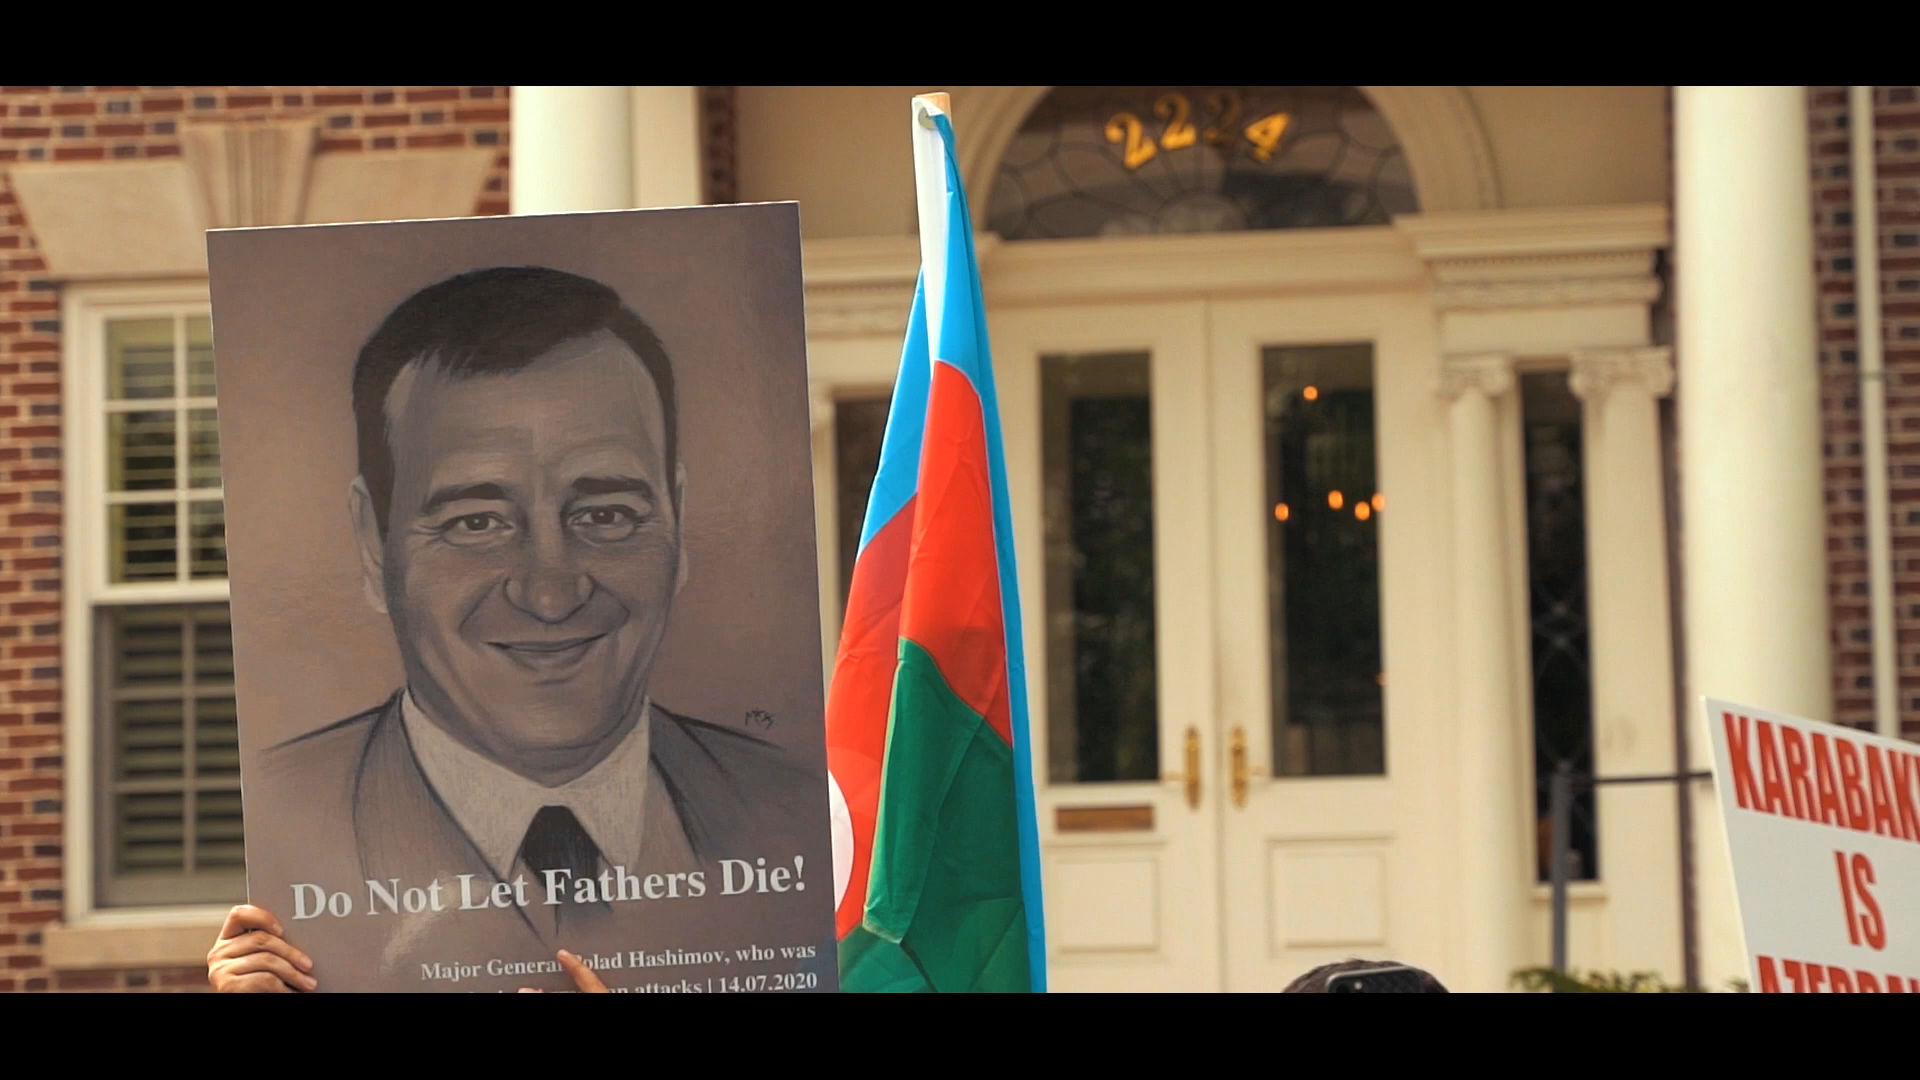 2224
Do Not Let Fathers Die!
Major General Polad Hashimov, who was
attacks | 14.07.2020
KARABAK
IS